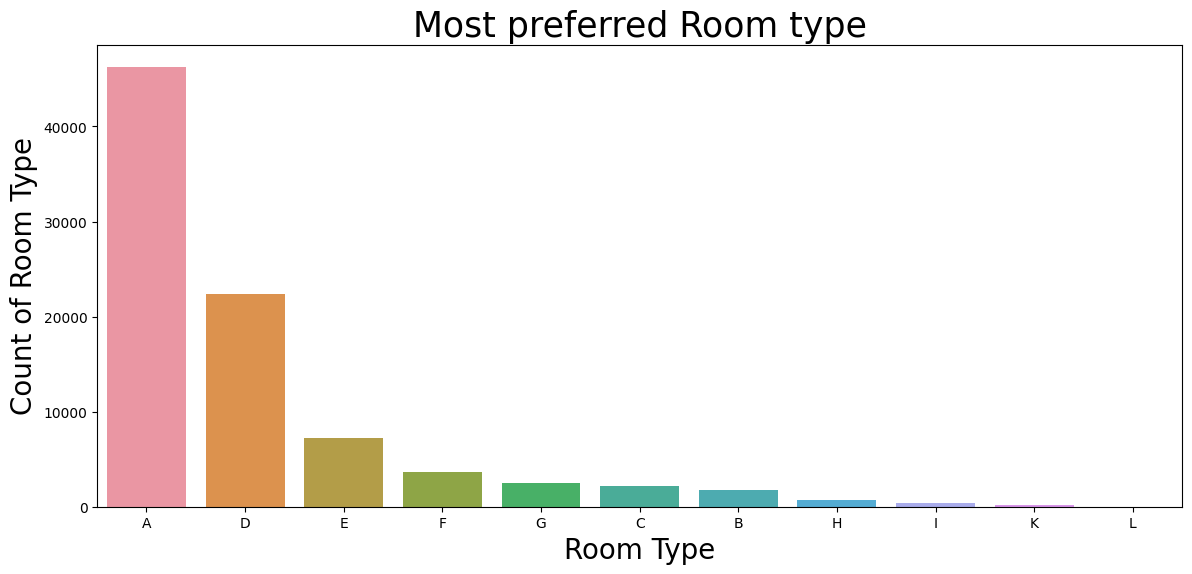 Most preferred Room type
Count of Room Type
40000
30000
20000
10000
0
A D E F G C B H I K L
Room Type